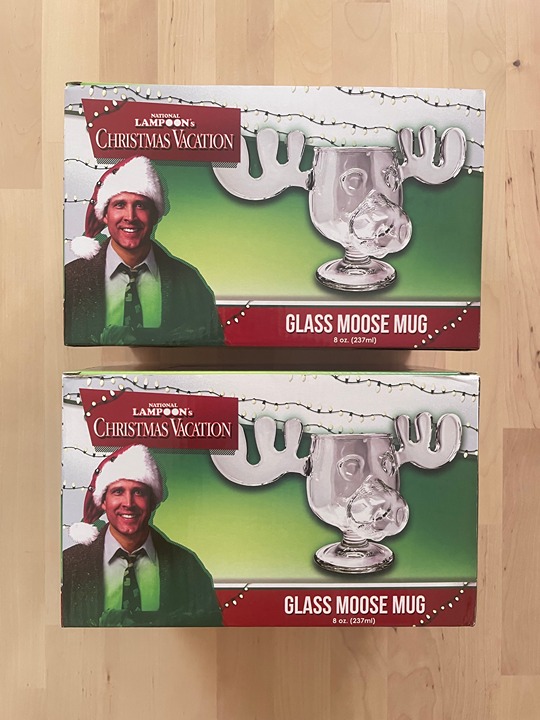 NATIONAL
LAMPOON's
CHRISTMAS VACATION
GLASS MOOSE MUG
8 oz. (237ml)
NATIONAL
LAMPOON's
CHRISTMAS VACATION
GLASS MOOSE MUG
8 oz. (237ml)